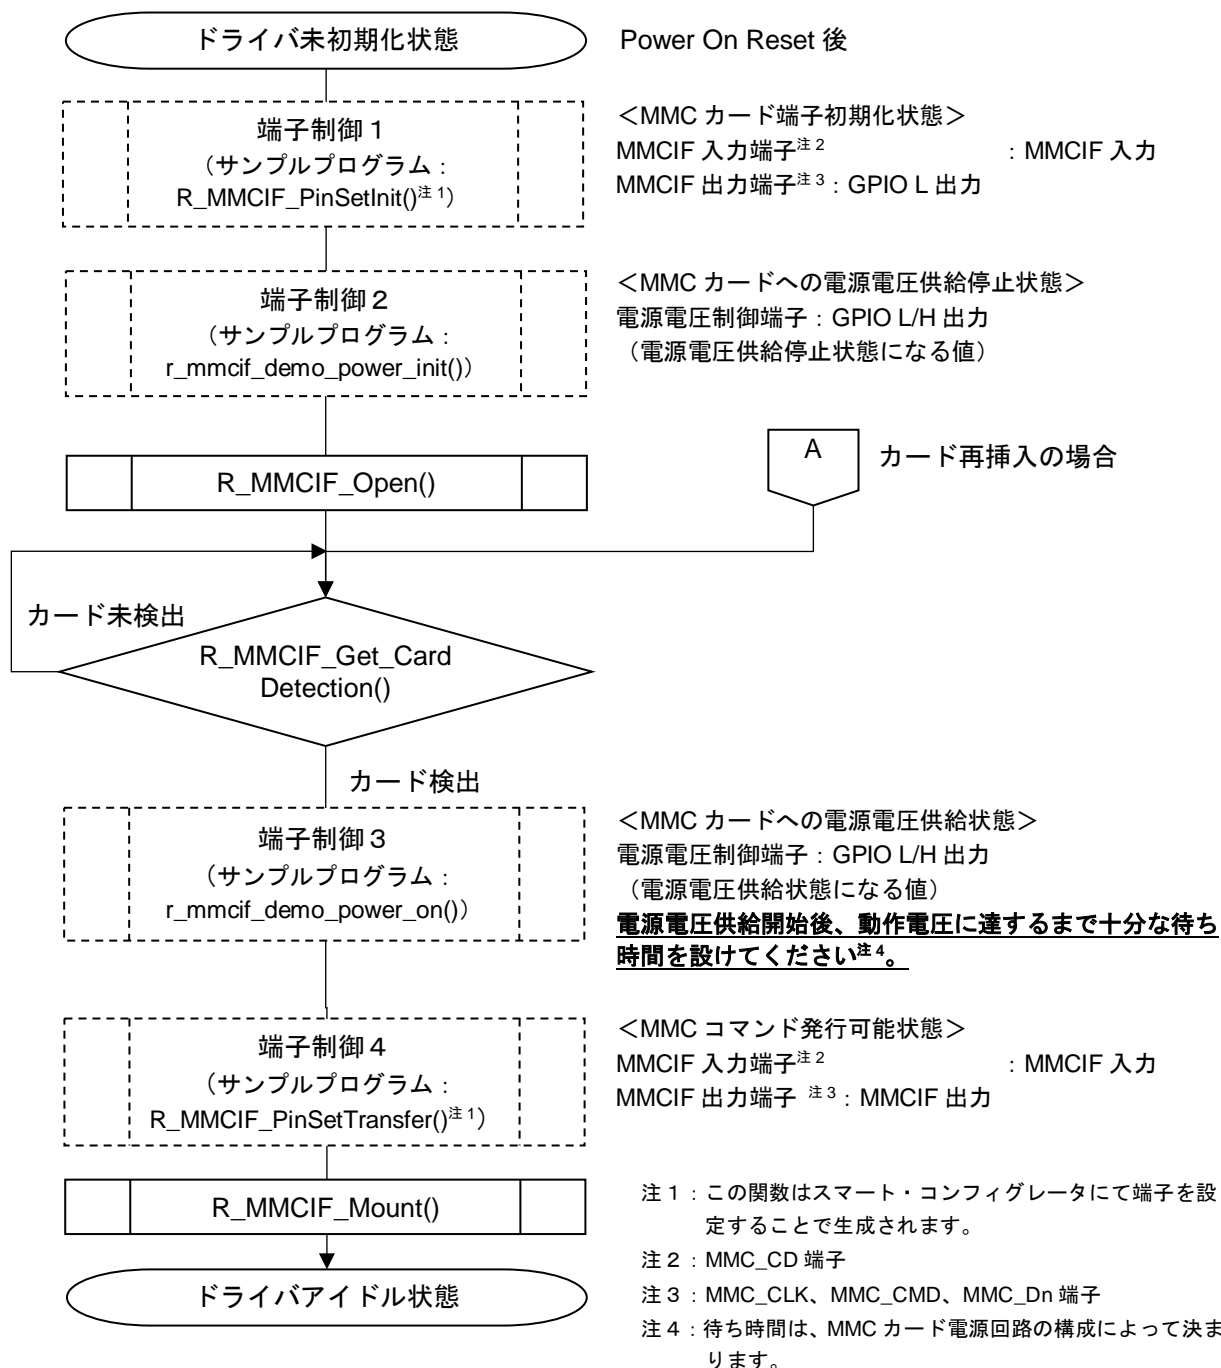 ドライバ未初期化状態
Power On Reset 後
端子制御１
（サンプルプログラム：
R_MMCIF_PinSetInit()注１）
＜MMC カード端子初期化状態＞
MMCIF 入力端子注２ ：MMCIF 入力
MMCIF 出力端子注３：GPIO L 出力
端子制御２
（サンプルプログラム：
r_mmcif_demo_power_init()）
＜MMC カードへの電源電圧供給停止状態＞
電源電圧制御端子：GPIO L/H 出力
（電源電圧供給停止状態になる値）
R_MMCIF_Open()
A
カード再挿入の場合
カード未検出
R_MMCIF_Get_Card
Detection()
カード検出
端子制御３
（サンプルプログラム：
r_mmcif_demo_power_on()）
＜MMC カードへの電源電圧供給状態＞
電源電圧制御端子：GPIO L/H 出力
（電源電圧供給状態になる値）
電源電圧供給開始後、動作電圧に達するまで十分な待ち
時間を設けてください注４。
端子制御４
（サンプルプログラム：
R_MMCIF_PinSetTransfer()注１）
＜MMC コマンド発行可能状態＞
MMCIF 入力端子注２ ：MMCIF 入力
MMCIF 出力端子 注３：MMCIF 出力
R_MMCIF_Mount()
ドライバアイドル状態
注１：この関数はスマート・コンフィグレータにて端子を設
定することで生成されます。
注２：MMC_CD 端子
注３：MMC_CLK、MMC_CMD、MMC_Dn 端子
注４：待ち時間は、MMC カード電源回路の構成によって決ま
ります。